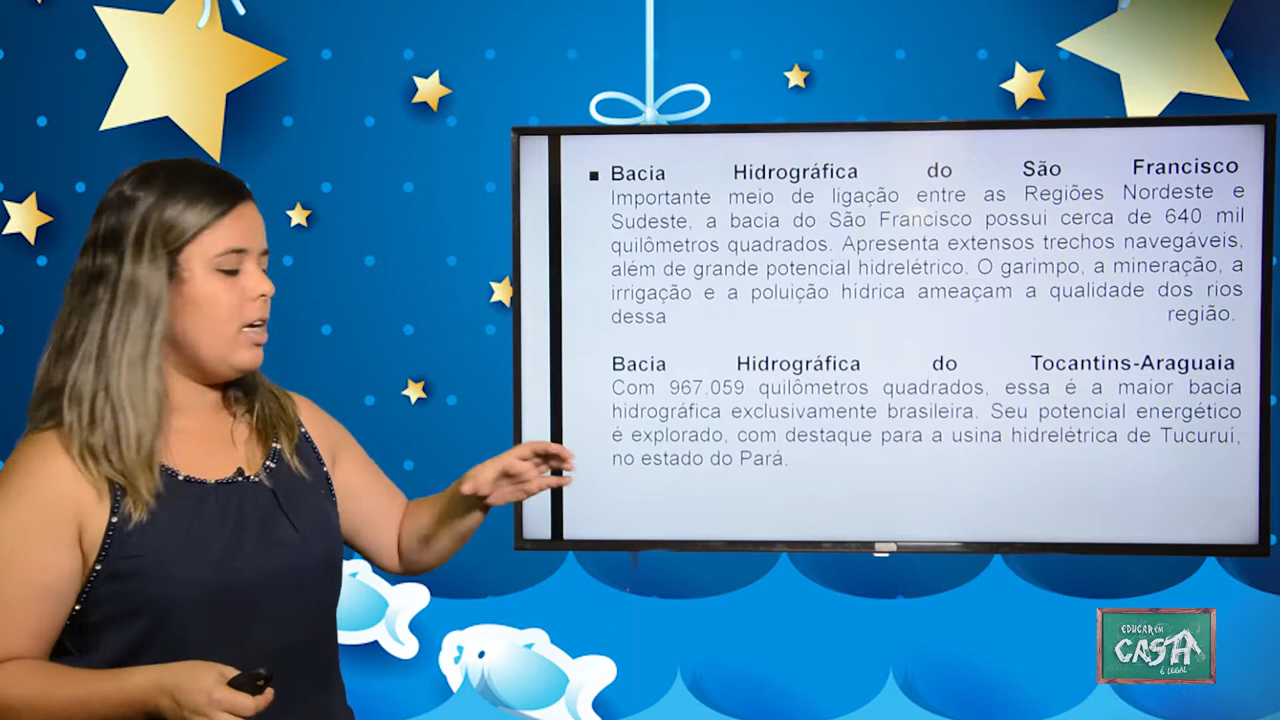 Bacia Hidrográfica do São Francisco
Importante meio de ligação entre as Regiões Nordeste e
Sudeste, a bacia do São Francisco possui cerca de 640 mil
quilômetros quadrados. Apresenta extensos trechos navegáveis,
além de grande potencial hidrelétrico. O garimpo, a mineração, a
irrigação e a poluição hídrica ameaçam a qualidade dos rios
dessa região.
Bacia Hidrográfica do Tocantins-Araguaia
Com 967.059 quilômetros quadrados, essa é a maior bacia
hidrográfica exclusivamente brasileira. Seu potencial energético
é explorado, com destaque para a usina hidrelétrica de Tucuruí,
no estado do Pará.
EDUCAR EM
CASA
É LEGAL